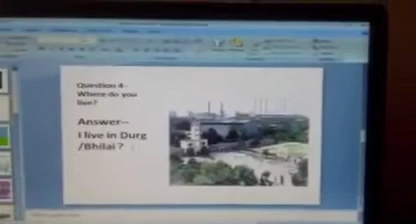 Question 4-
Where do you
live?
Answer--
I live in Durg
/Bhilai ?